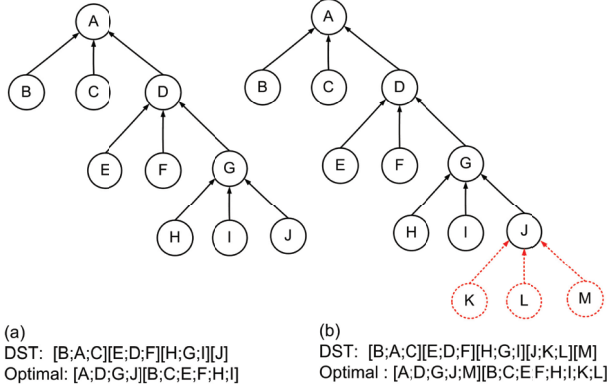 A
B C D
E F G
H I J
A
B C D
E F G
H I J
K L M
(a)
DST: [B;A;C][E;D;F][H;G;I][J]
Optimal: [A;D;G;J][B;C;E;F;H;I]
(b)
DST: [B;A;C][E;D;F][H;G;I][J;K;L][M]
Optimal : [A;D;G;J;M][B;C;E F;H;I;K;L]